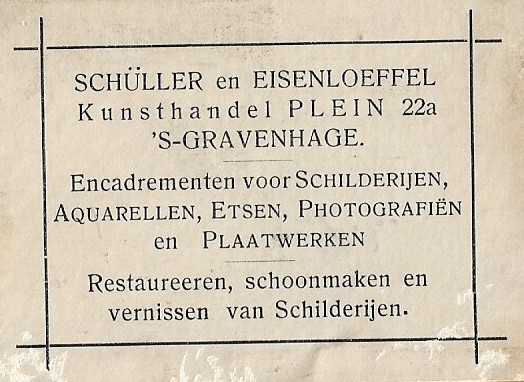 SCHÜLLER en EISENLOEFFEL
Kunsthandel PLEIN 22a
'S-GRAVENHAGE.
Encadrementen voor SCHILDERIJEN,
AQUARELLEN, ETSEN, PHOTOGRAFIËN
en PLAATWERKEN
Restaureeren, schoonmaken en
vernissen van Schilderijen.